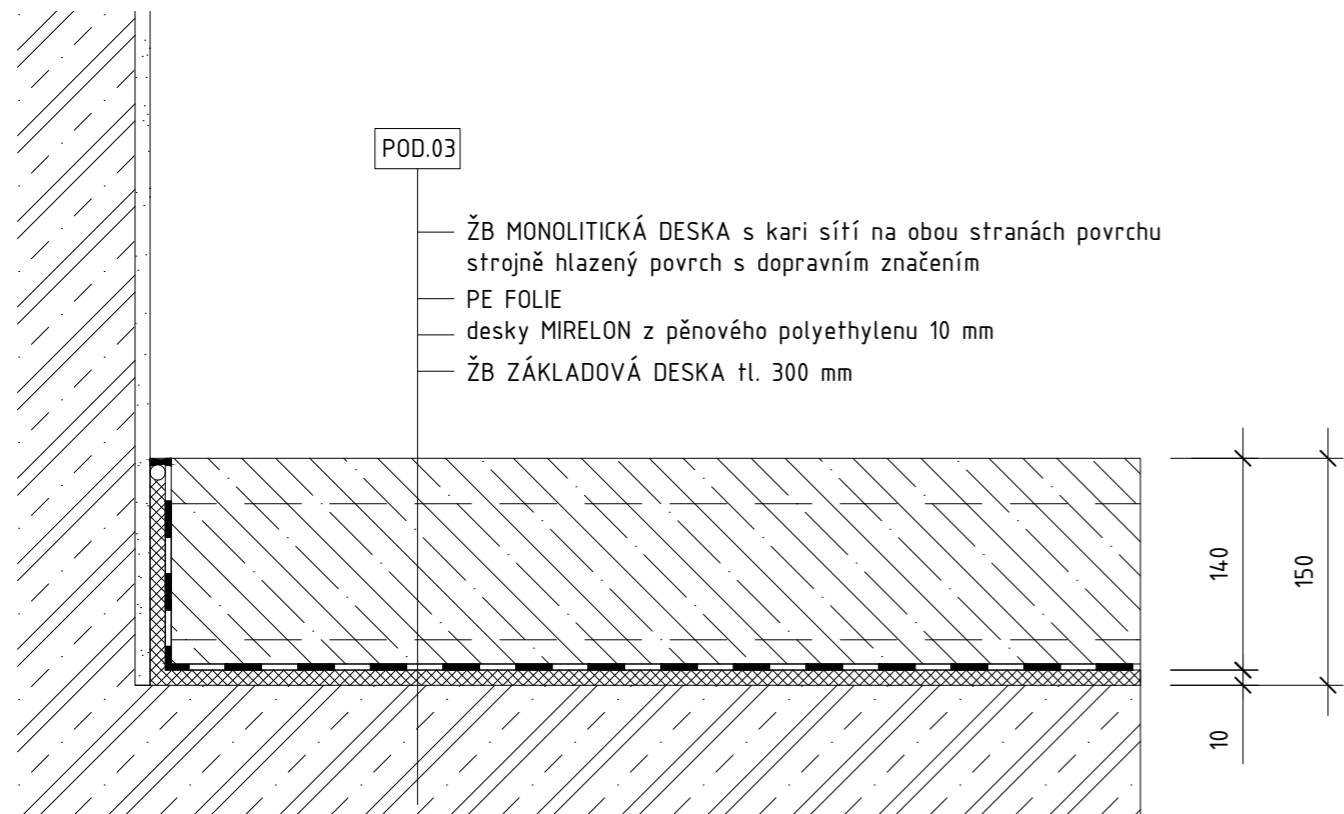 POD.03
ŽB MONOLITICKÁ DESKA s kari sítí na obou stranách povrchu
strojně hlazený povrch s dopravním značením
PE FOLIE
desky MIRELON z pěnového polyethylenu 10 mm
ŽB ZÁKLADOVÁ DESKA tl. 300 mm
140
150
10